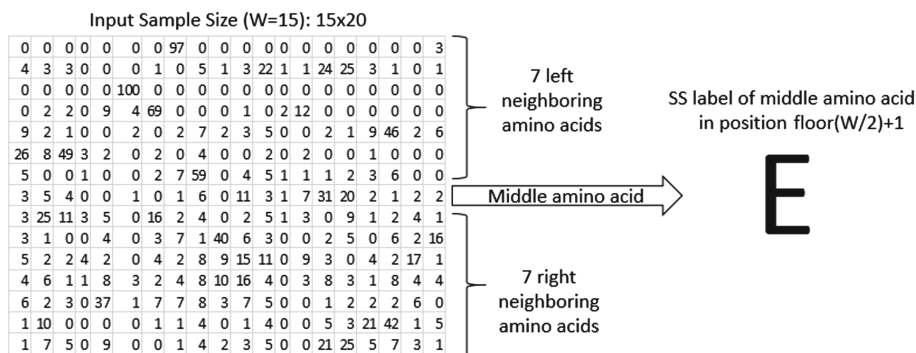 Input Sample Size (W=15): 15x20
0 0 0 0 0 0 0 97 0 0 0 0 0 0 0 0 0 0 0 3
4 3 3 0 0 0 1 0 5 1 3 22 1 1 24 25 3 1 0 1
0 0 0 0 0 100 0 0 0 0 0 0 0 0 0 0 0 0 0 0
0 2 2 0 9 4 69 0 0 0 1 0 2 12 0 0 0 0 0 0
9 2 1 0 0 2 0 2 7 2 3 5 0 0 2 1 9 46 2 6
26 8 49 3 2 0 2 0 4 0 0 2 0 2 0 0 1 0 0 0
5 0 0 1 0 0 2 7 59 0 4 5 1 1 1 2 3 6 0 0
3 5 4 0 0 1 0 1 6 0 11 3 1 7 31 20 2 1 2 2
3 25 11 3 5 0 16 2 4 0 2 5 1 3 0 9 1 2 4 1
3 1 0 0 4 0 3 7 1 40 6 3 0 0 2 5 0 6 2 16
5 2 2 4 2 0 4 2 8 9 15 11 0 9 3 0 4 2 17 1
4 6 1 1 8 3 2 4 8 10 16 4 0 3 8 3 1 8 4 4
6 2 3 0 37 1 7 7 8 3 7 5 0 0 1 2 2 2 6 0
1 10 0 0 0 0 1 1 4 0 1 4 0 0 5 3 21 42 1 5
1 7 5 0 9 0 0 1 4 2 3 5 0 0 21 25 5 7 3 1
7 left
neighboring
amino acids
Middle amino acid
7 right
neighboring
amino acids
SS label of middle amino acid
in position floor(W/2)+1
E